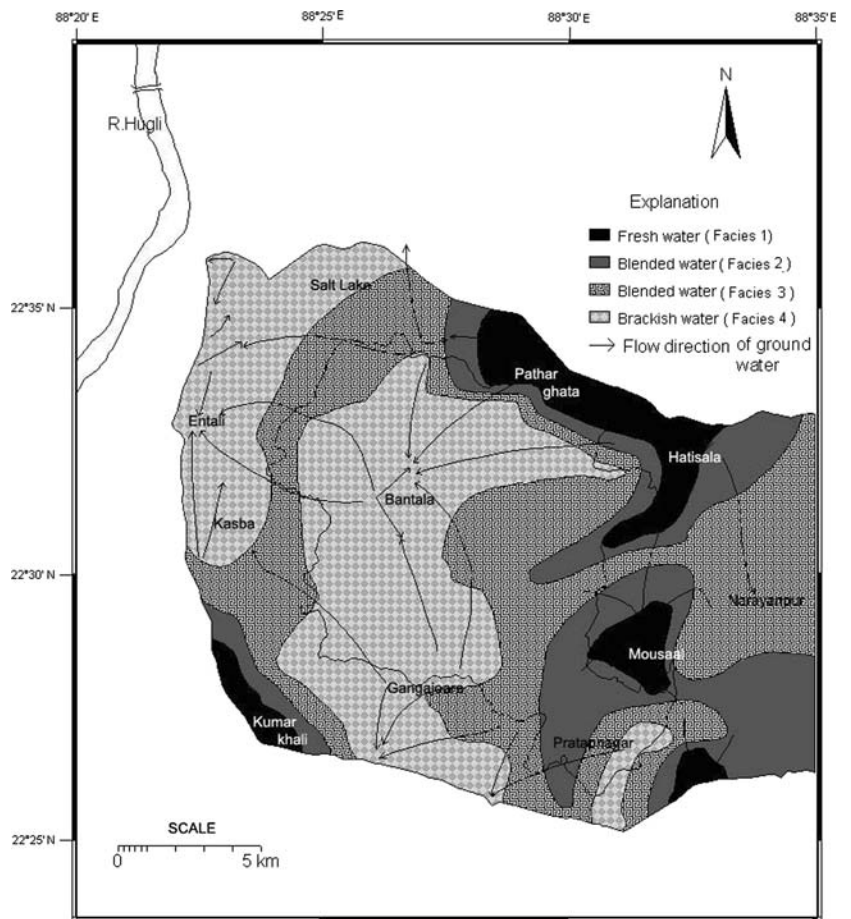 88°20' E
88°25'
88°30'
88°35'
N
R.Hugli
Explanation
Fresh water ( Facies 1)
Blended water ( Facies 2)
Blended water ( Facies 3)
Brackish water ( Facies 4)
Flow direction of ground
water
22°35'
Salt Lake
Pathar
ghata
Entali
Hatisala
Bantala
Kasba
22°30'
Narayanpur
Mousal
Gangajoara
Kumar
khali
Pratapnagar
22°25'
SCALE
0
5 km